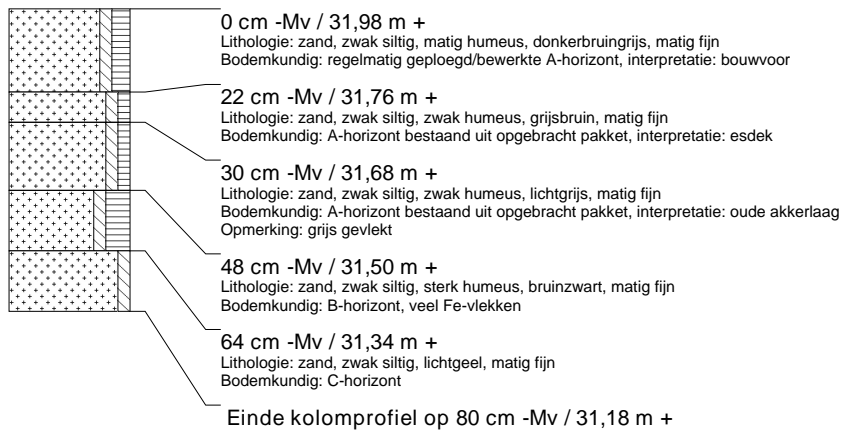 0 cm -Mv / 31,98 m +
Lithologie: zand, zwak siltig, matig humeus, donkerbruingrijs, matig fijn
Bodemkundig: regelmatig geploegd/bewerkte A-horizont, interpretatie: bouwvoor
22 cm -Mv / 31,76 m +
Lithologie: zand, zwak siltig, zwak humeus, grijsbruin, matig fijn
Bodemkundig: A-horizont bestaand uit opgebracht pakket, interpretatie: esdek
30 cm -Mv / 31,68 m +
Lithologie: zand, zwak siltig, zwak humeus, lichtgrijs, matig fijn
Bodemkundig: A-horizont bestaand uit opgebracht pakket, interpretatie: oude akkerlaag
Opmerking: grijs gevlekt
48 cm -Mv / 31,50 m +
Lithologie: zand, zwak siltig, sterk humeus, bruinzwart, matig fijn
Bodemkundig: B-horizont, veel Fe-vlekken
64 cm -Mv / 31,34 m +
Lithologie: zand, zwak siltig, lichtgeel, matig fijn
Bodemkundig: C-horizont
Einde kolomprofiel op 80 cm -Mv / 31,18 m +